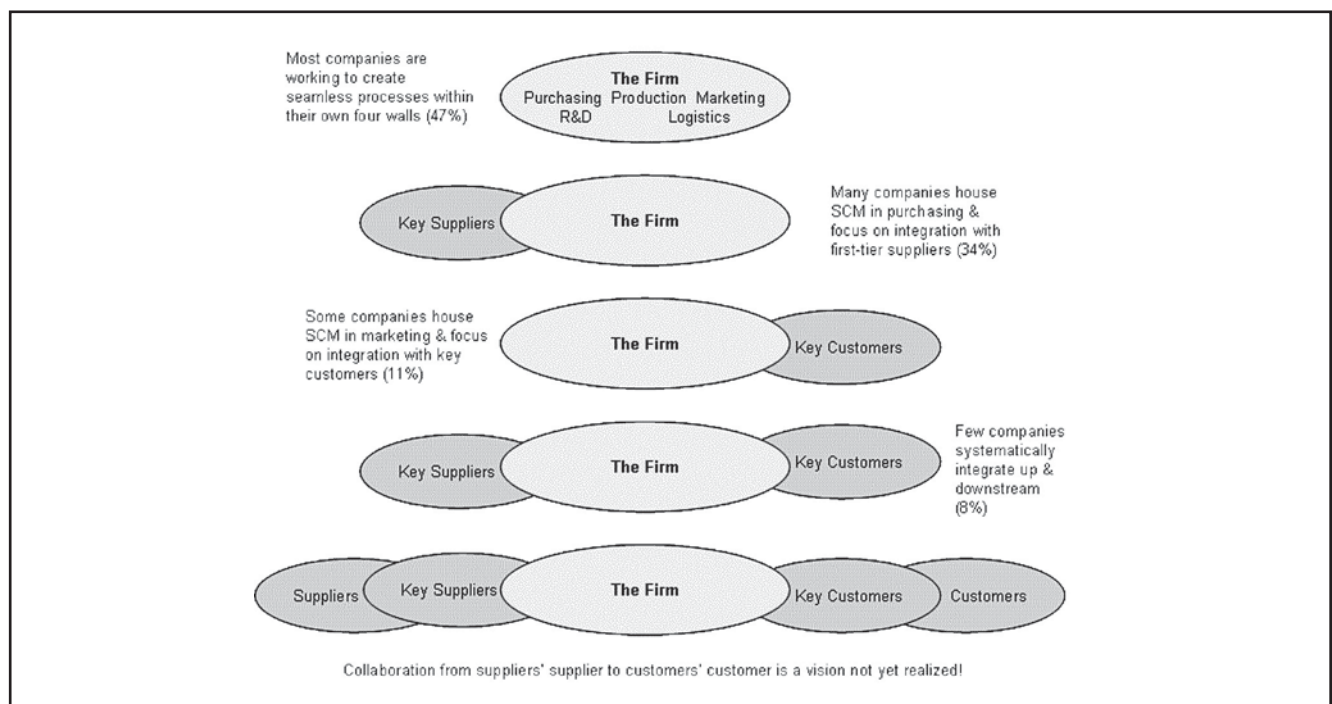 Most companies are
working to create
seamless processes within
their own four walls (47%)
The Firm
Purchasing Production Marketing
R&D Logistics
Key Suppliers
The Firm
Many companies house
SCM in purchasing &
focus on integration with
first-tier suppliers (34%)
Some companies house
SCM in marketing & focus
on integration with key
customers (11%)
The Firm
Key Customers
Key Suppliers
The Firm
Key Customers
Few companies
systematically
integrate up &
downstream
(8%)
Suppliers
Key Suppliers
The Firm
Key Customers
Customers
Collaboration from suppliers' supplier to customers' customer is a vision not yet realized!